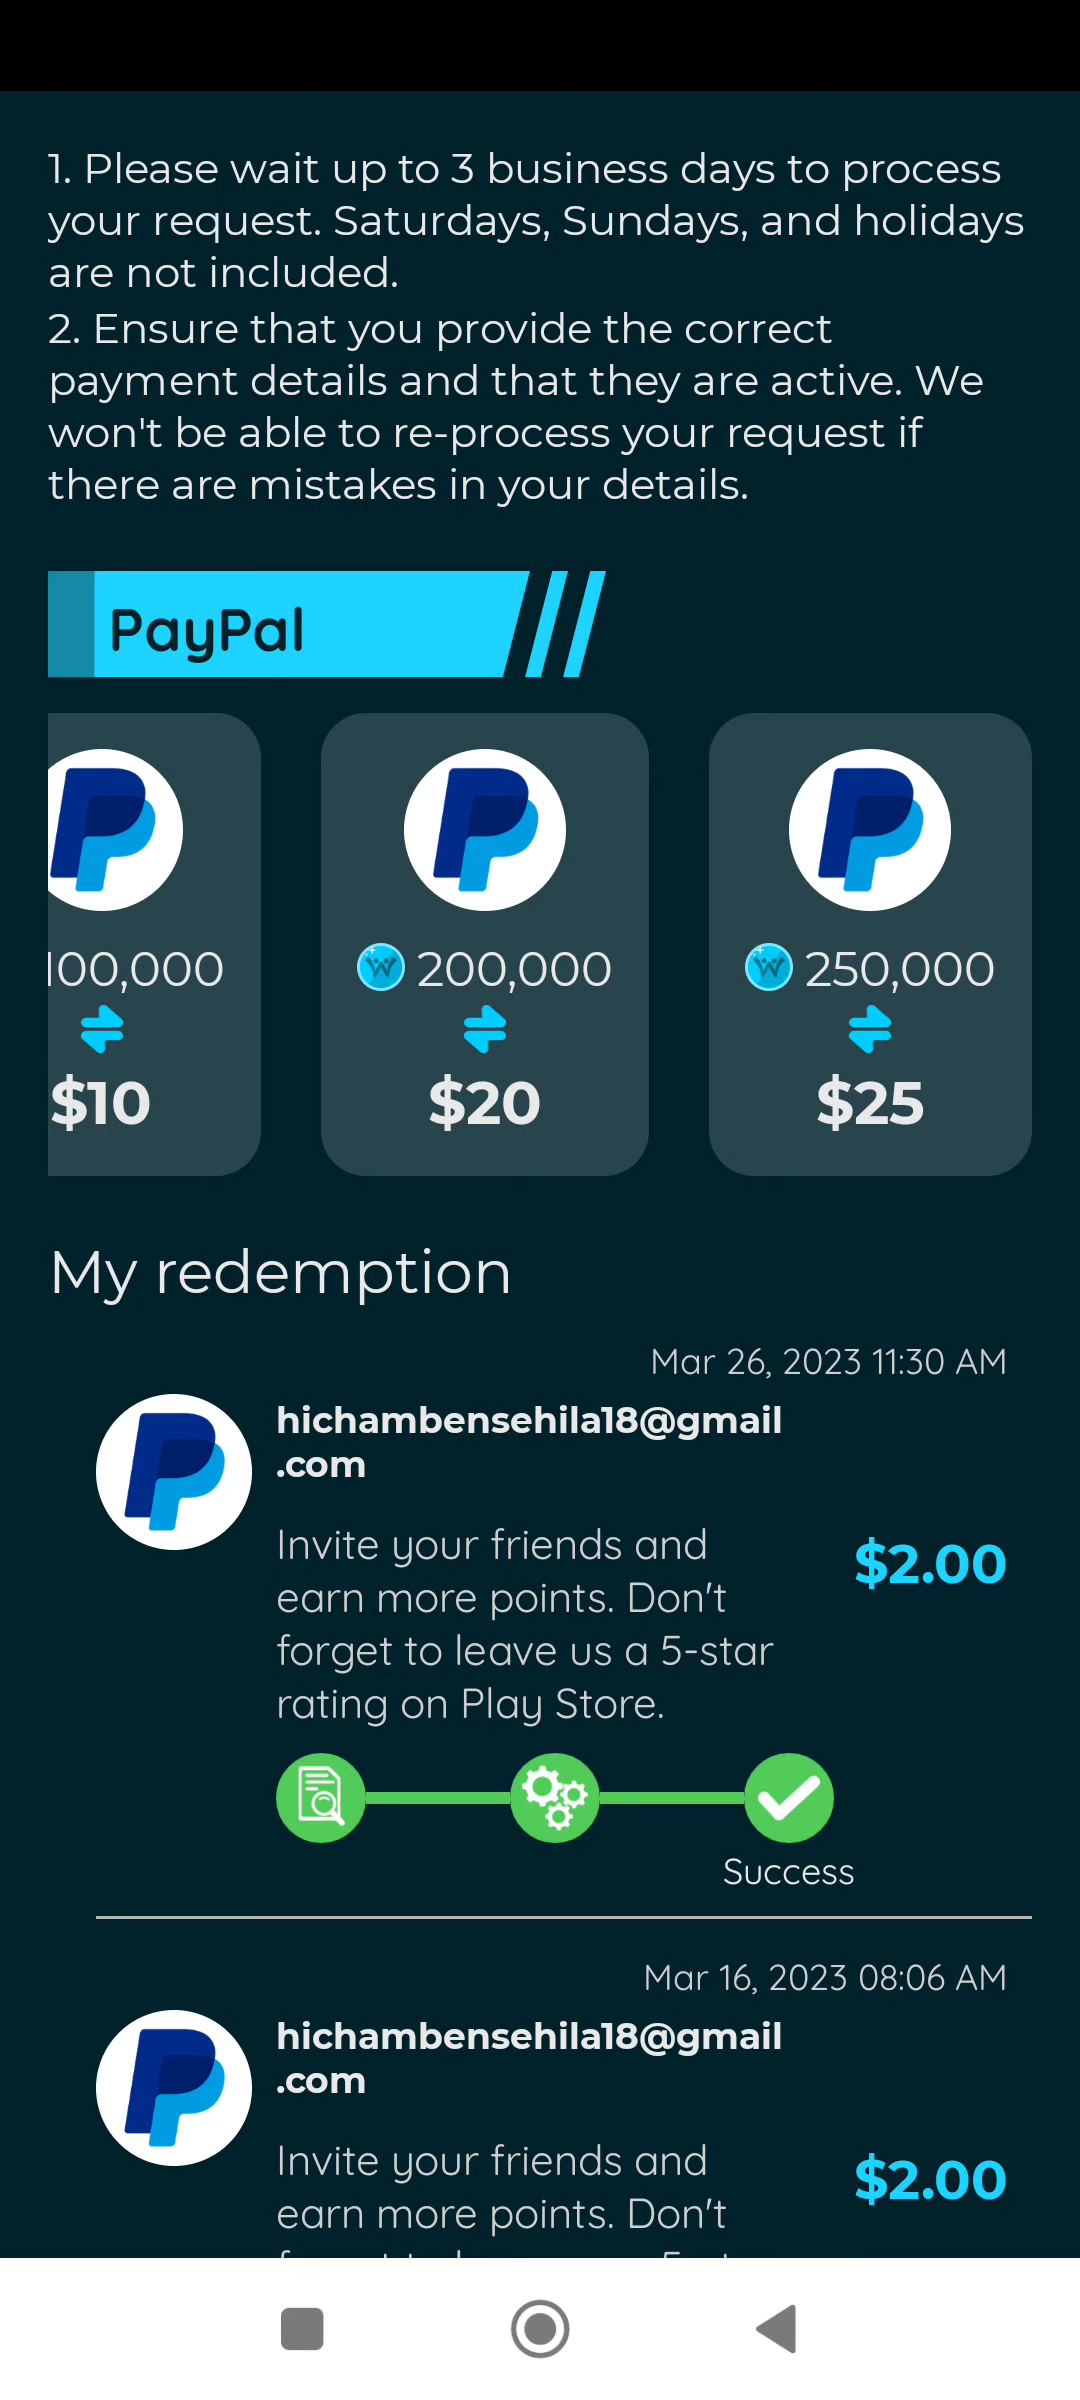 1. Please wait up to 3 business days to process
your request. Saturdays, Sundays, and holidays
are not included.
2. Ensure that you provide the correct
payment details and that they are active. We
won't be able to re-process your request if
there are mistakes in your details.
PayPal
100,000
200,000
250,000
$10
$20
$25
My redemption
Mar 26, 2023 11:30 AM
hichambensehila18@gmail
.com
Invite your friends and
earn more points. Don't
forget to leave us a 5-star
rating on Play Store.
$2.00
Success
Mar 16, 2023 08:06 AM
hichambensehila18@gmail
.com
Invite your friends and
earn more points. Don't
$2.00